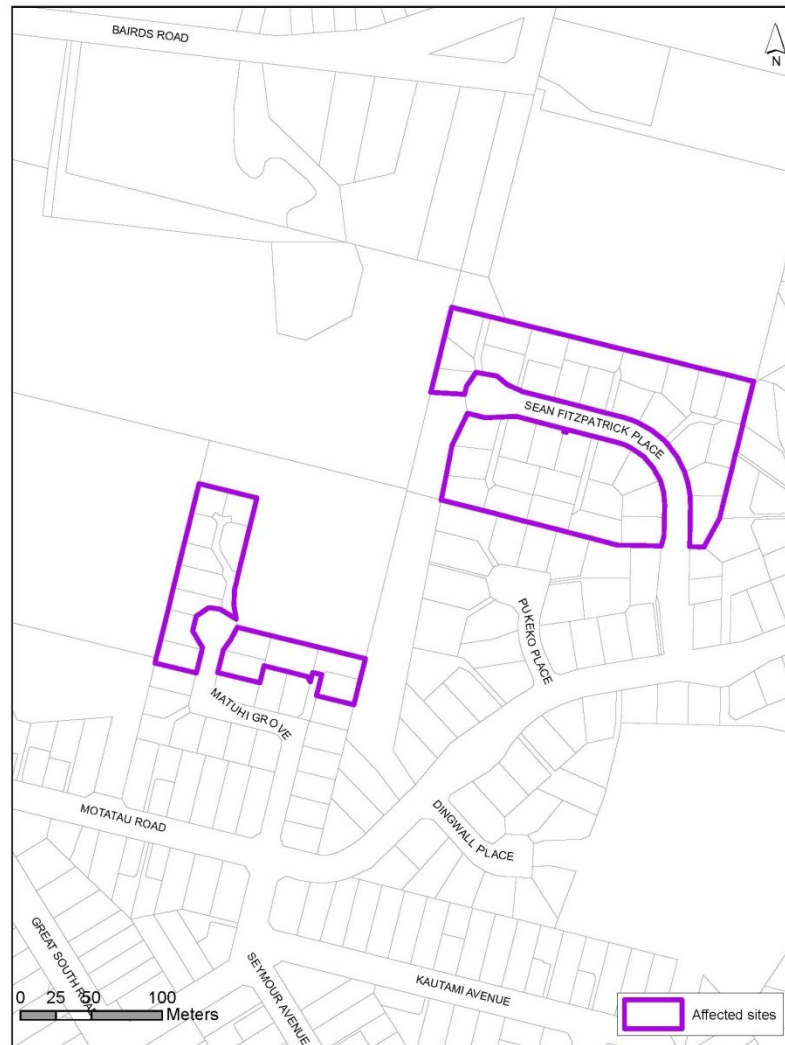 BAIRDS ROAD
N
SEAN FITZPATRICK PLACE
PUKEKO PLACE
MATUHI GROVE
MOTATAU ROAD
DINGWALL PLACE
GREAT SOUTH ROAD
SEYMOUR AVENUE
KAUTAMI AVENUE
0 25 50 100
Meters
Affected sites